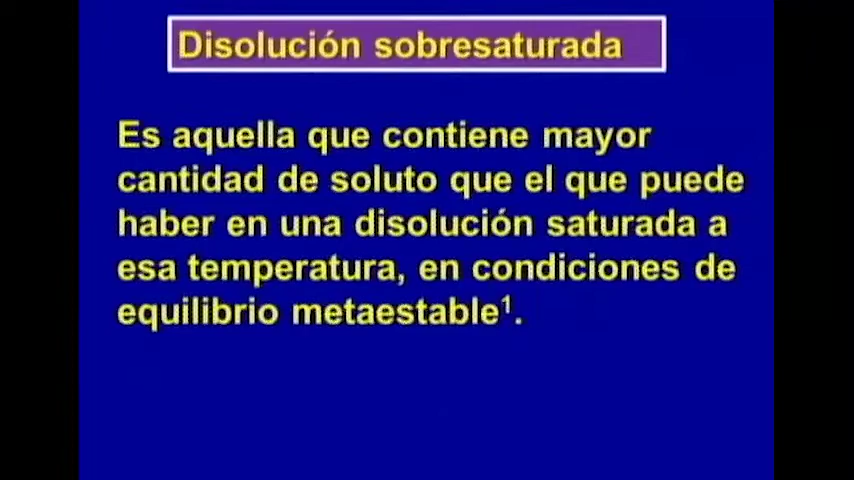 Disolución sobresaturada
Es aquella que contiene mayor
cantidad de soluto que el que puede
haber en una disolución saturada a
esa temperatura, en condiciones de
equilibrio metaestable¹.